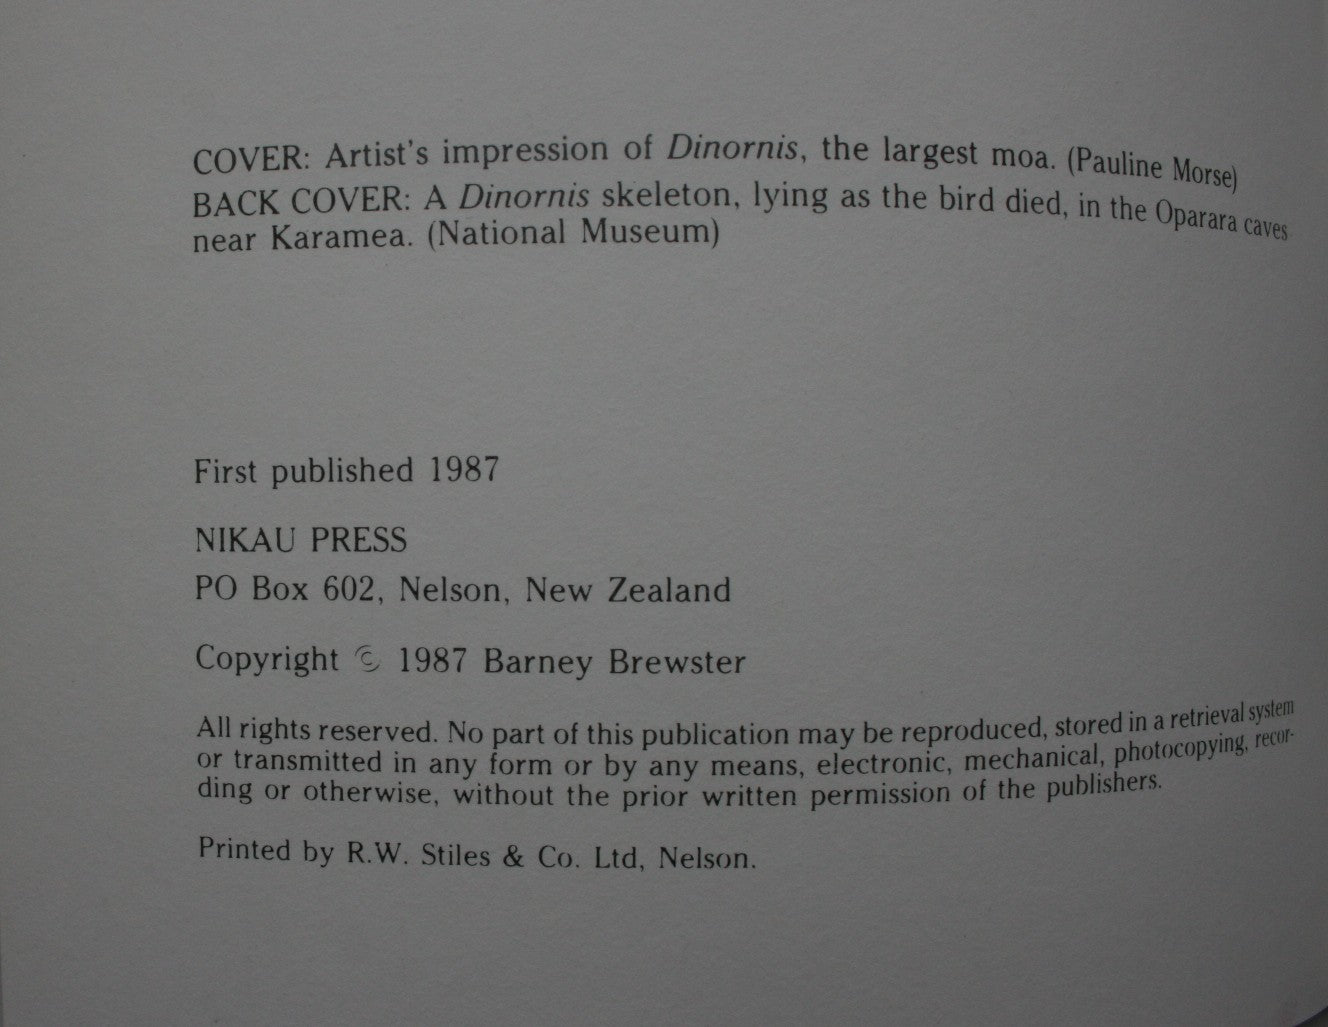 COVER: Artist's impression of Dinornis, the largest moa. (Pauline Morse)
BACK COVER: A Dinornis skeleton, lying as the bird died, in the Oparara caves
near Karamea. (National Museum)
First published 1987
NIKAU PRESS
PO Box 602, Nelson, New Zealand
Copyright © 1987 Barney Brewster
All rights reserved. No part of this publication may be reproduced, stored in a retrieval system
or transmitted in any form or by any means, electronic, mechanical, photocopying, recor-
ding or otherwise, without the prior written permission of the publishers.
Printed by R.W. Stiles & Co. Ltd, Nelson.